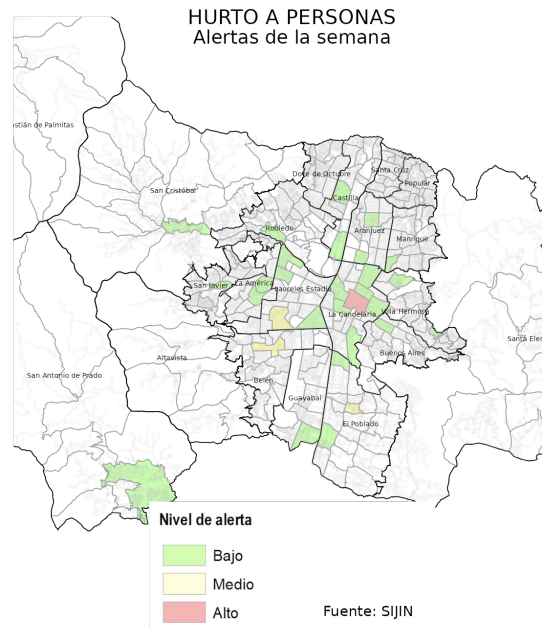 HURTO A PERSONAS
Alertas de la semana
stián de Palmitas
Doce de Octubre
Santa Cruz
Popular
San Cristóbal
Castilla
Robledo
Aranjuez
Manrique
San Javier
La América
Laureles Estadio
La Candelaria
Villa Hermosa
Santa Elen
Altavista
Buenos Aires
San Antonio de Prado
Belén
Guayabal
El Poblado
Nivel de alerta
Bajo
Medio
Alto
Fuente: SIJIN